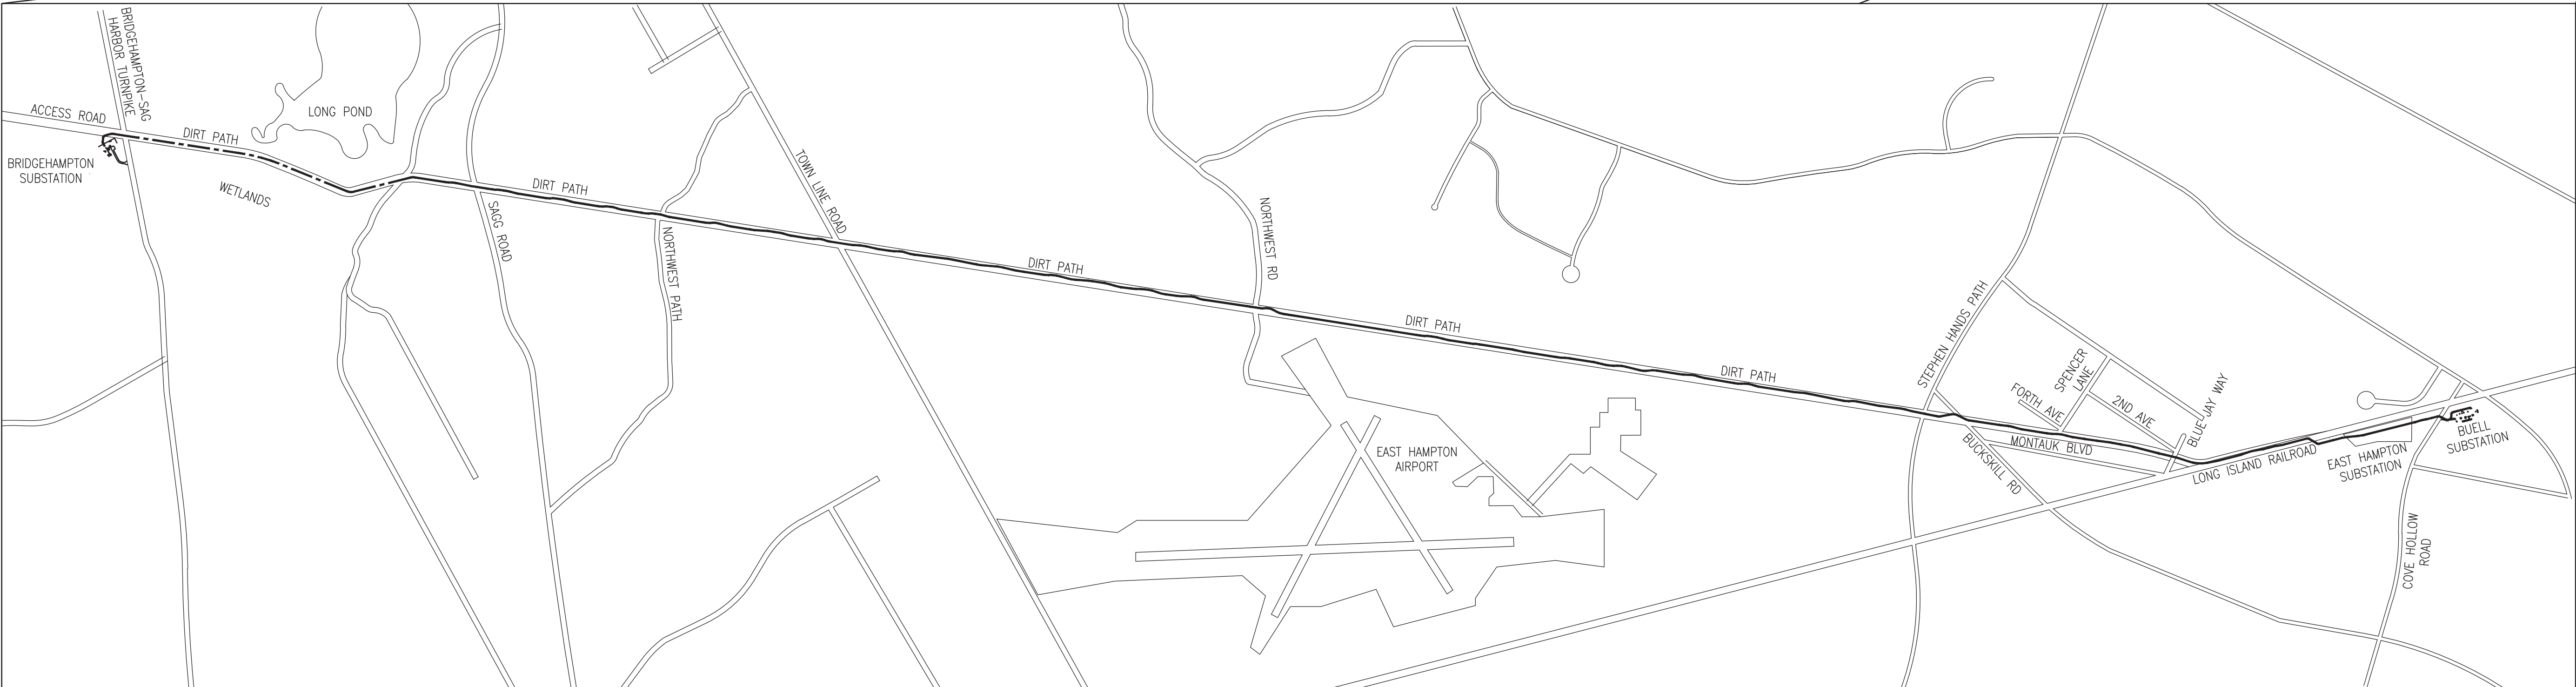 BRIDGEHAMPTON-SAG
HARBOR TURNPIKE
ACCESS ROAD
DIRT PATH
LONG POND
BRIDGEHAMPTON
SUBSTATION
WETLANDS
DIRT PATH
SAGG ROAD
NORTHWEST PATH
TOWN LINE ROAD
DIRT PATH
NORTHWEST RD
DIRT PATH
EAST HAMPTON
AIRPORT
DIRT PATH
STEPHEN HANDS PATH
SPENCER
LANE
FORTH AVE
2ND AVE
BLUE JAY WAY
MONTAUK BLVD
BUCKSKILL RD
LONG ISLAND RAILROAD
EAST HAMPTON
SUBSTATION
BUELL
SUBSTATION
COVE HOLLOW
ROAD